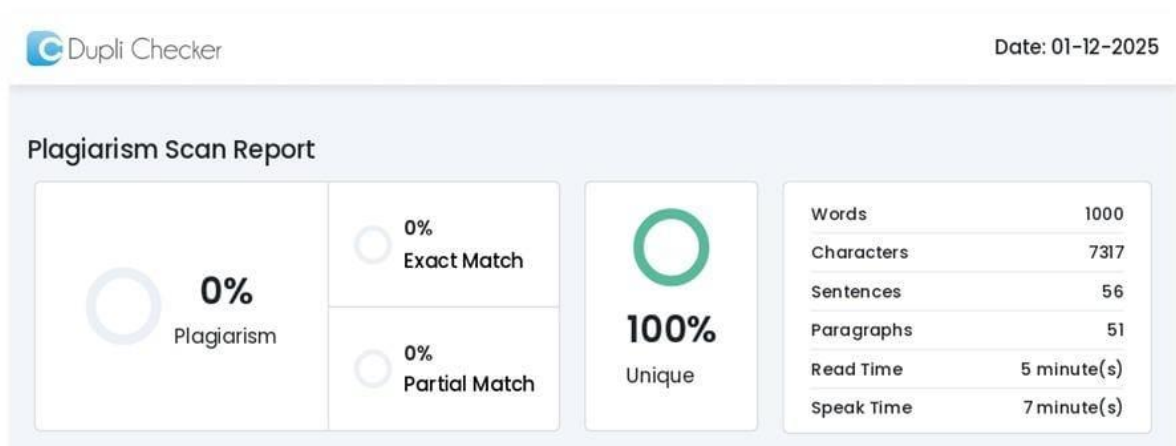 Dupli Checker
Date: 01-12-2025
Plagiarism Scan Report
0%
Plagiarism
0%
Exact Match
0%
Partial Match
100%
Unique
Words 1000
Characters 7317
Sentences 56
Paragraphs 51
Read Time 5 minute(s)
Speak Time 7 minute(s)